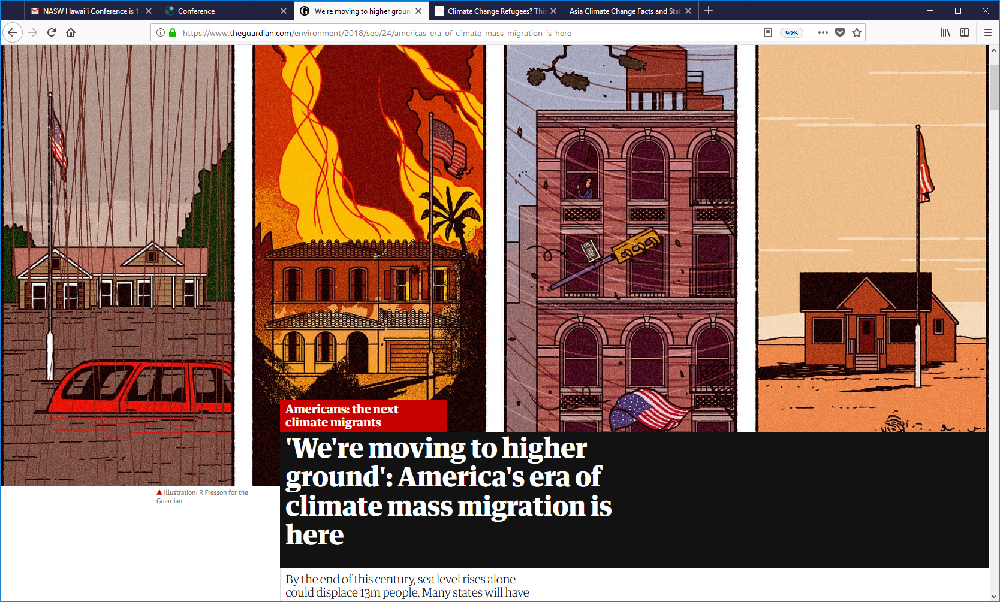 NASW Hawai'i Conference is 1
Conference
'We're moving to higher groun
Climate Change Refugees? Thi
Asia Climate Change Facts and Sta
https://www.theguardian.com/environment/2018/sep/24/americas-era-of-climate-mass-migration-is-here
90%
Americans: the next
climate migrants
'We're moving to higher
ground': America's era of
climate mass migration is
here
Illustration: R Fresson for the
Guardian
By the end of this century, sea level rises alone
could displace 13m people. Many states will have